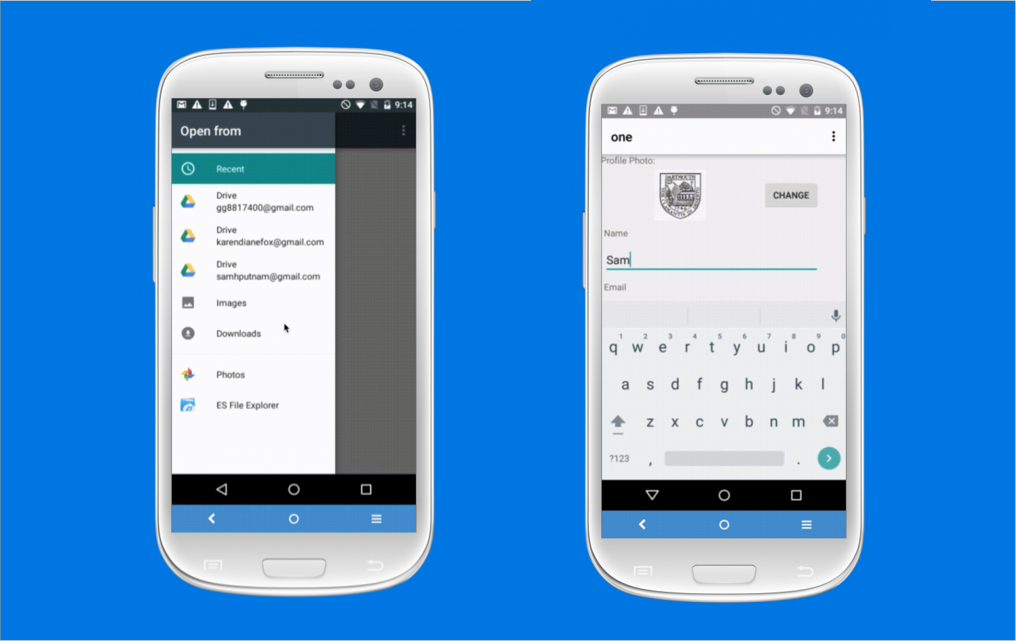 9:14
Open from
Recent
Drive
gg8817400@gmail.com
Drive
karendianefox@gmail.com
Drive
samhputnam@gmail.com
Images
Downloads
Photos
ES File Explorer
9:14
one
Profile Photo:
DARTMOUTH
CHANGE
Name
Sam
Email
1 2 3 4 5 6 7 8 9 0
q w e r t y u i o p
a s d f g h j k l
z x c v b n m
?123 , .